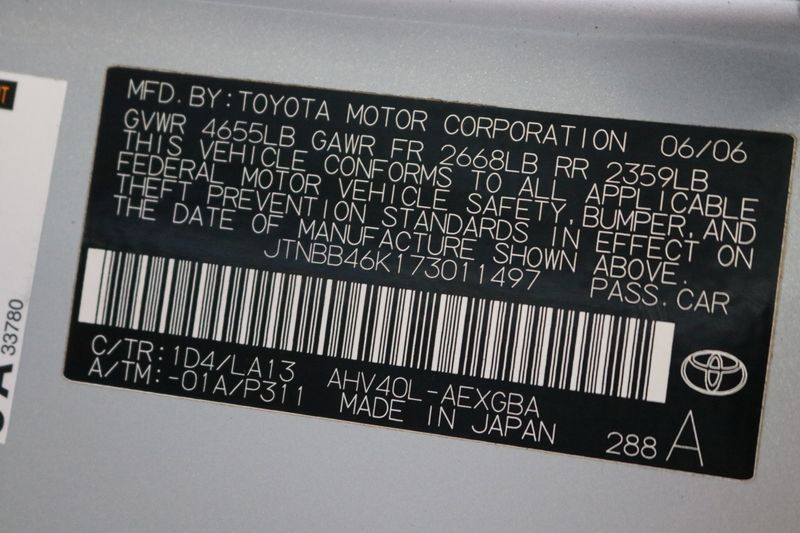 MFD. BY: TOYOTA MOTOR CORPORATION 06/06
GVWR 4655LB GAWR FR 2668LB RR 2359LB
THIS VEHICLE CONFORMS TO ALL APPLICABLE
FEDERAL MOTOR VEHICLE SAFETY, BUMPER, AND
THEFT PREVENTION STANDARDS IN EFFECT ON
THE DATE OF MANUFACTURE SHOWN ABOVE.
JTNBB46K173011497 PASS. CAR
C/TR: 1D4/LA13
A/TM: -01A/P311 AHV40L-AEXGBA
MADE IN JAPAN
288 A
33780